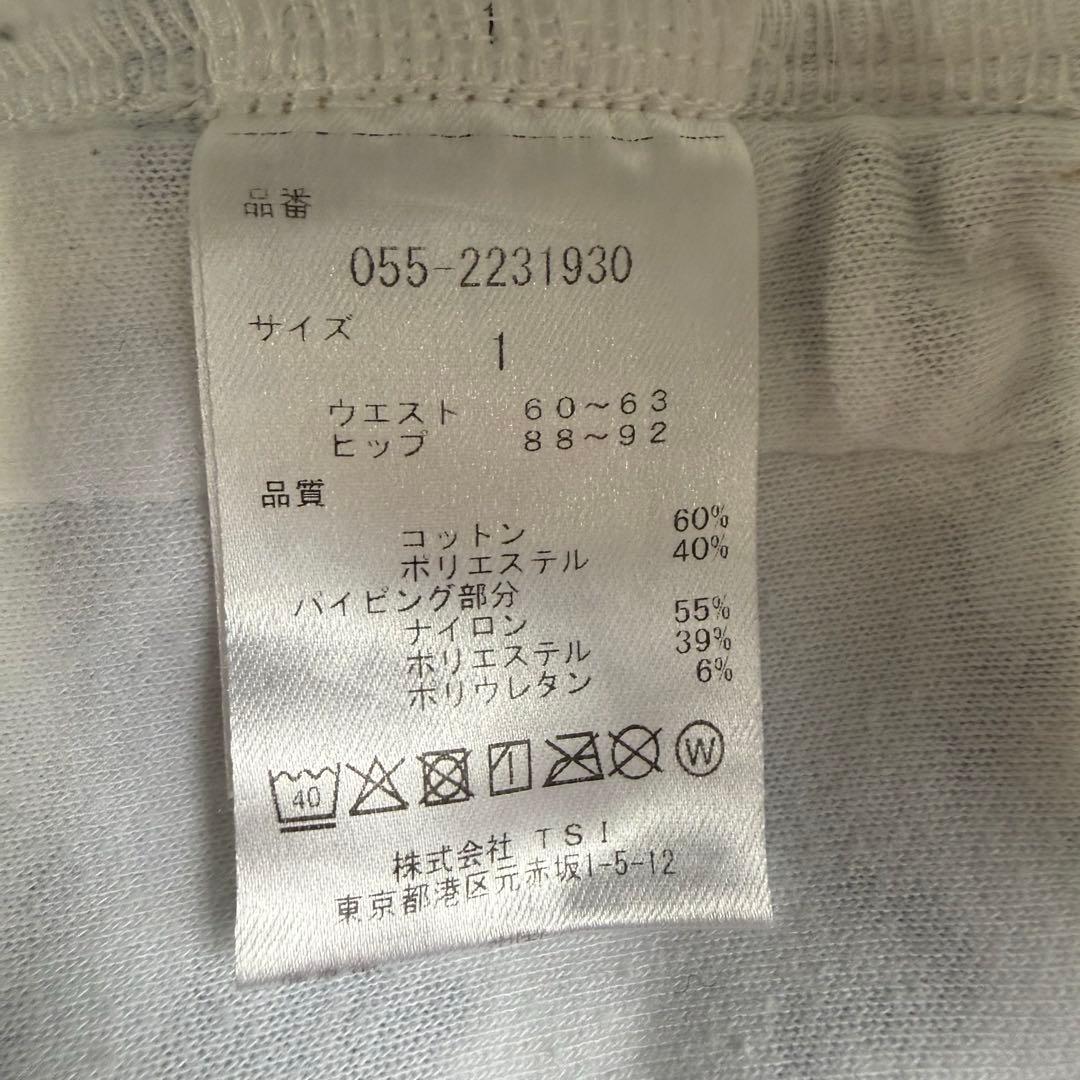 品番
055-2231930
サイズ
1
ウエスト 60～63
ヒップ 88～92
品質
コットン 60%
ポリエステル 40%
パイピング部分
ナイロン 55%
ポリエステル 39%
ポリウレタン 6%
40 W
株式会社 TSI
東京都港区元赤坂1-5-12